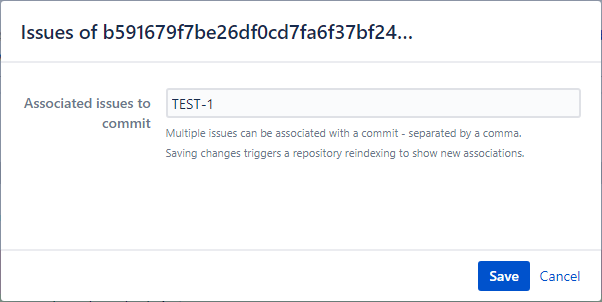 Issues of b591679f7be26df0cd7fa6f37bf24...
Associated issues to
commit
TEST-1
Multiple issues can be associated with a commit - separated by a comma.
Saving changes triggers a repository reindexing to show new associations.
Save Cancel